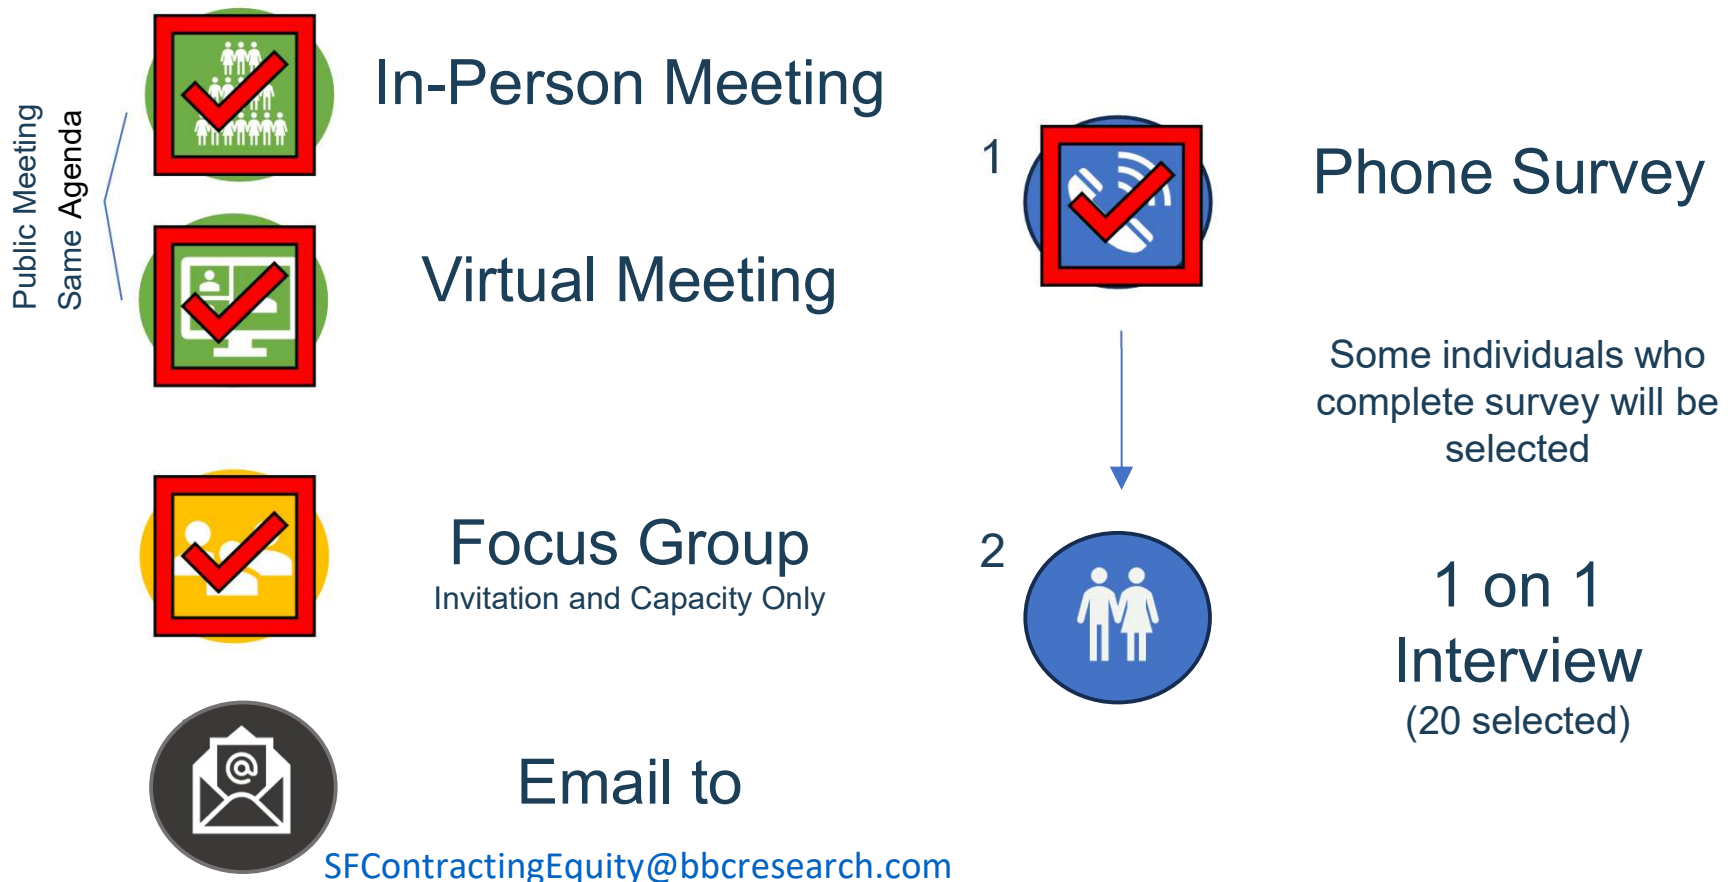 Public Meeting
Same Agenda
In-Person Meeting
Virtual Meeting
Focus Group
Invitation and Capacity Only
@
Email to
SFContractingEquity@bbcresearch.com
1
Phone Survey
Some individuals who
complete survey will be
selected
2
1 on 1
Interview
(20 selected)